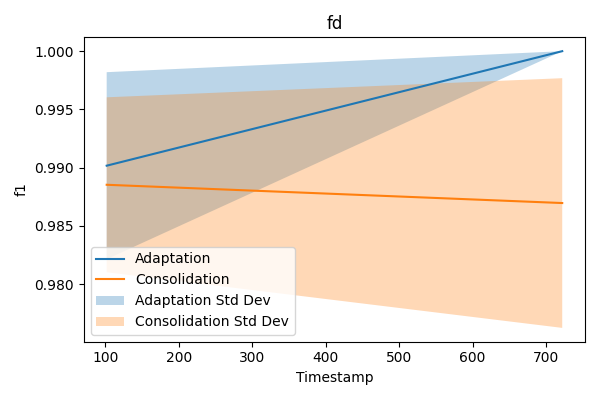 fd
1.000
0.995
0.990
0.985
0.980
f1
Adaptation
Consolidation
Adaptation Std Dev
Consolidation Std Dev
100 200 300 400 500 600 700
Timestamp